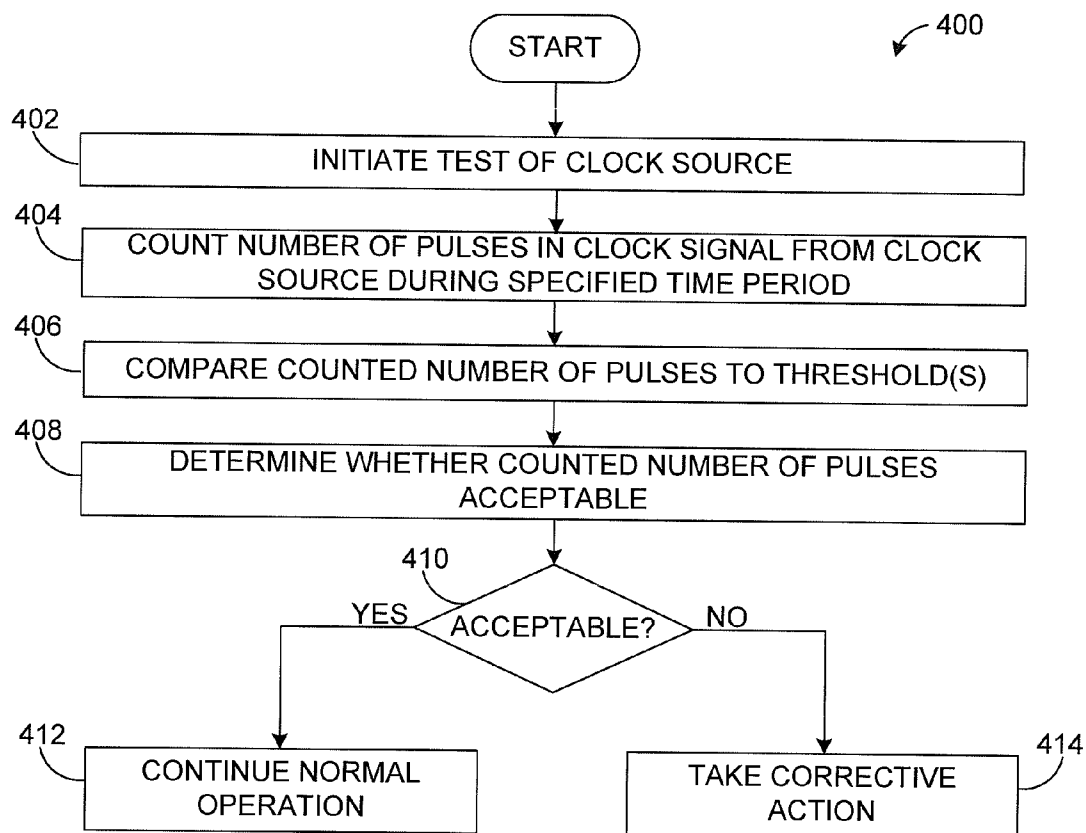 START
400
402
INITIATE TEST OF CLOCK SOURCE
404
COUNT NUMBER OF PULSES IN CLOCK SIGNAL FROM CLOCK
SOURCE DURING SPECIFIED TIME PERIOD
406
COMPARE COUNTED NUMBER OF PULSES TO THRESHOLD(S)
408
DETERMINE WHETHER COUNTED NUMBER OF PULSES
ACCEPTABLE
410
YES
ACCEPTABLE?
NO
412
CONTINUE NORMAL
OPERATION
TAKE CORRECTIVE
ACTION
414